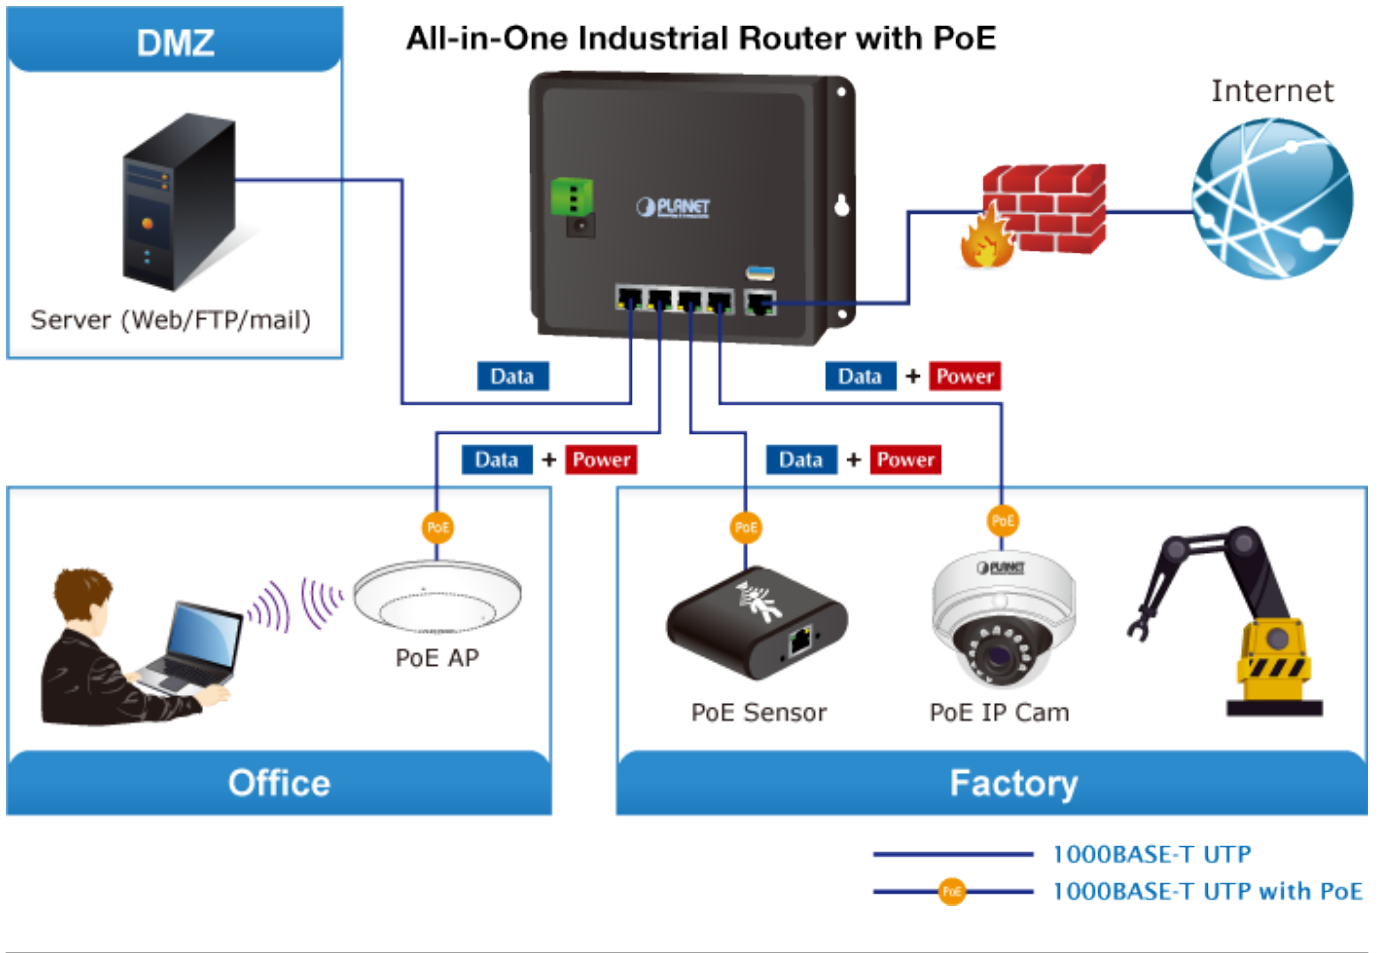 DMZ
All-in-One Industrial Router with PoE
Internet
PLANET
Server (Web/FTP/mail)
Data
Data + Power
Data + Power
Data + Power
PoE
PoE
PoE
PLANET
PoE AP
PoE Sensor
PoE IP Cam
Office
Factory
1000BASE-T UTP
PoE
1000BASE-T UTP with PoE